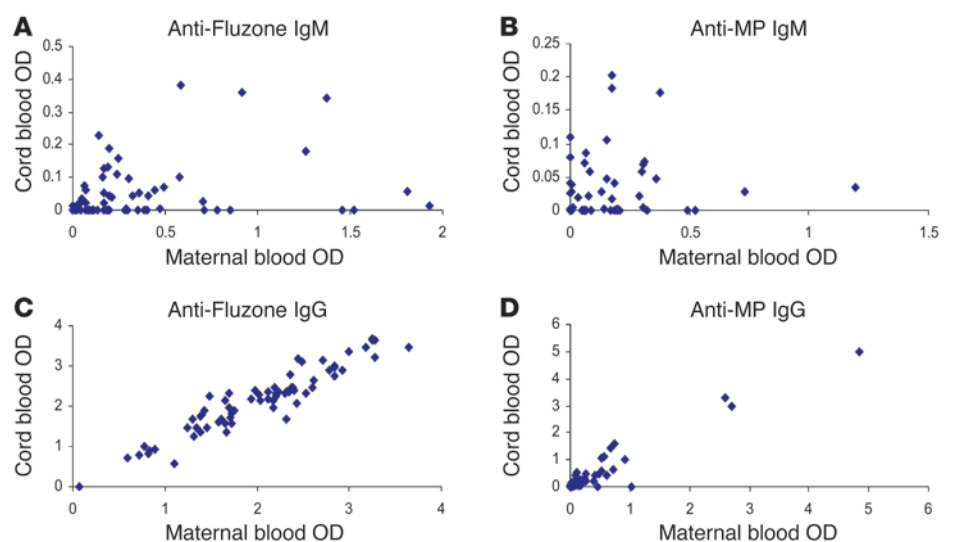 A Anti-Fluzone IgM
Cord blood OD
0.5
0.4
0.3
0.2
0.1
0
0 0.5 1 1.5 2
Maternal blood OD
B Anti-MP IgM
Cord blood OD
0.25
0.2
0.15
0.1
0.05
0
0 0.5 1 1.5
Maternal blood OD
C Anti-Fluzone IgG
Cord blood OD
4
3
2
1
0
0 1 2 3 4
Maternal blood OD
D Anti-MP IgG
Cord blood OD
6
5
4
3
2
1
0
0 1 2 3 4 5 6
Maternal blood OD